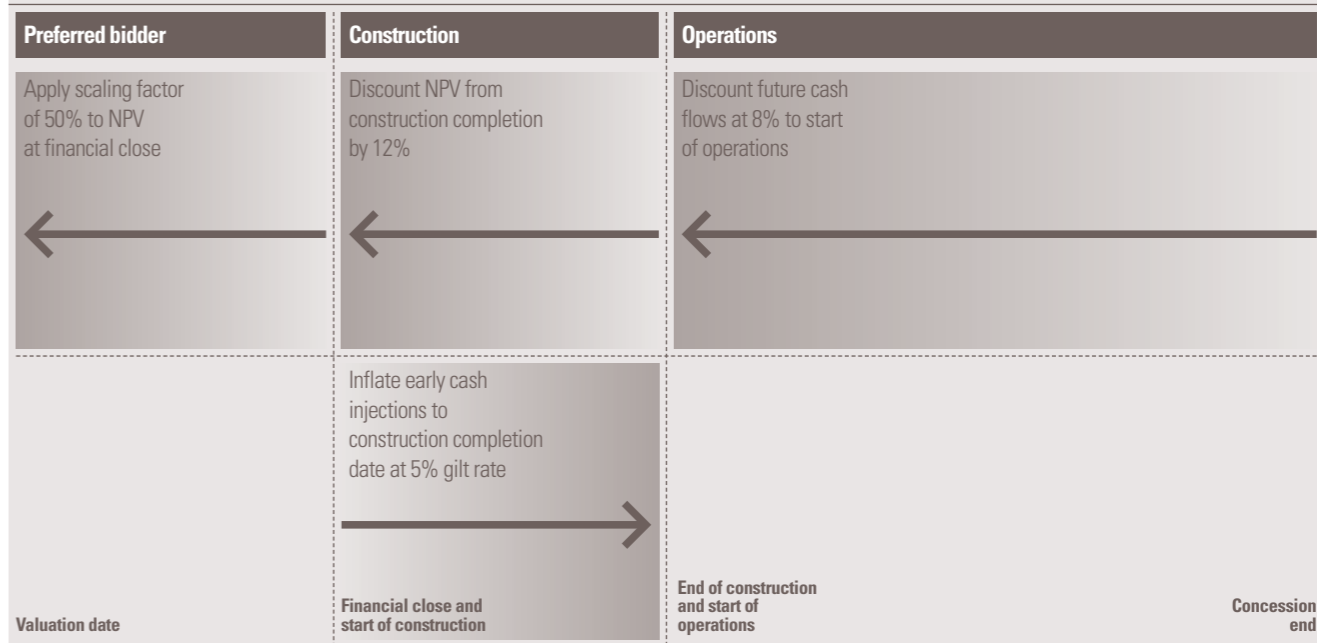 Preferred bidder
Construction
Operations
Apply scaling factor
of 50% to NPV
at financial close
Discount NPV from
construction completion
by 12%
Discount future cash
flows at 8% to start
of operations
Inflate early cash
injections to
construction completion
date at 5% gilt rate
Valuation date
Financial close and
start of construction
End of construction
and start of
operations
Concession
end